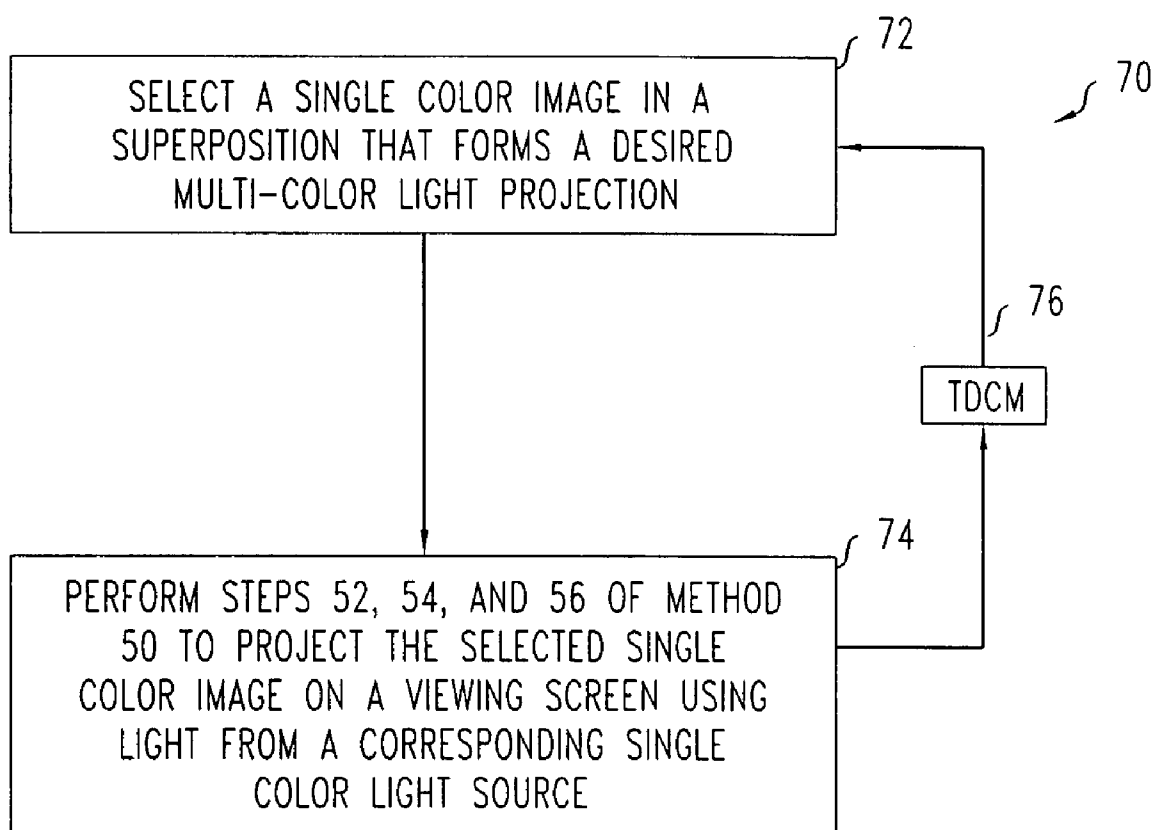 72
70
SELECT A SINGLE COLOR IMAGE IN A
SUPERPOSITION THAT FORMS A DESIRED
MULTI-COLOR LIGHT PROJECTION
76
TDCM
74
PERFORM STEPS 52, 54, AND 56 OF METHOD
50 TO PROJECT THE SELECTED SINGLE
COLOR IMAGE ON A VIEWING SCREEN USING
LIGHT FROM A CORRESPONDING SINGLE
COLOR LIGHT SOURCE